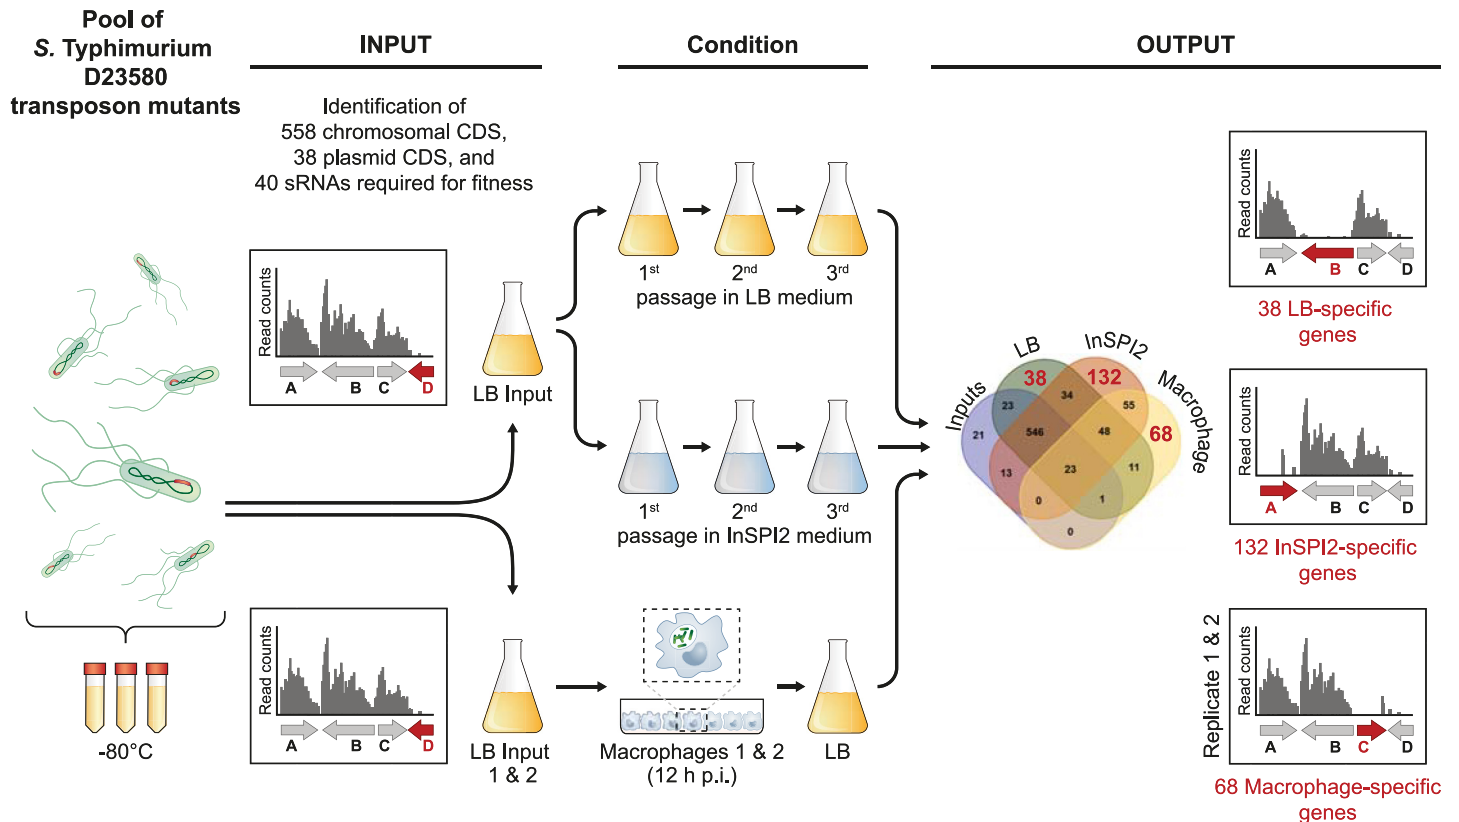 Pool of
S. Typhimurium
D23580
transposon mutants
-80°C
INPUT
Identification of
558 chromosomal CDS,
38 plasmid CDS, and
40 sRNAs required for fitness
Read counts
A B C D
LB Input
Read counts
A B C D
LB Input
1 & 2
Condition
1st 2nd 3rd
passage in LB medium
1st 2nd 3rd
passage in InSPI2 medium
Macrophages 1 & 2
(12 h p.i.)
LB
OUTPUT
Inputs
LB
InSPI2
Macrophage
38 132
23 34 55
21 546 48 68
13 23 11
0 1
0
Read counts
A B C D
38 LB-specific
genes
Read counts
A B C D
132 InSPI2-specific
genes
Replicate 1 & 2
Read counts
A B C D
68 Macrophage-specific
genes